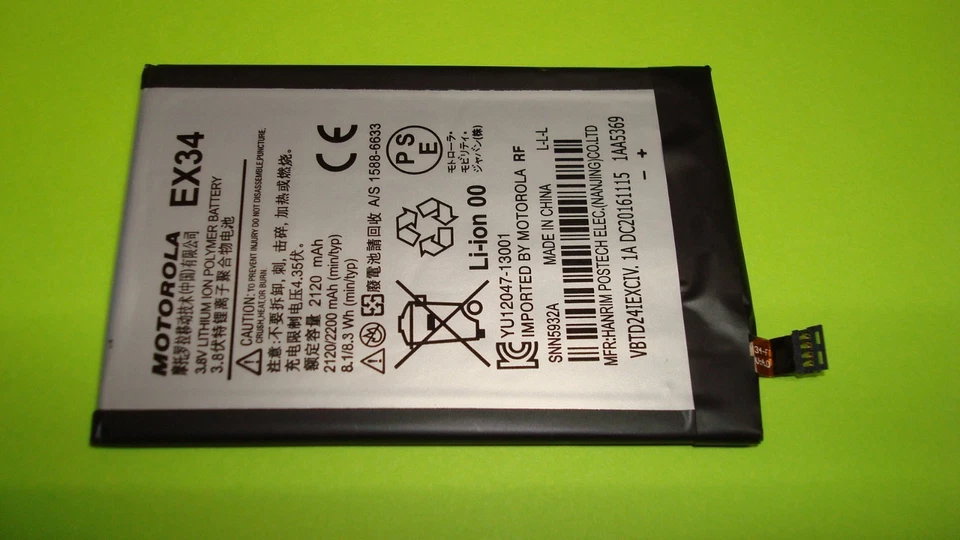 MOTOROLA EX34
摩托罗拉移动技术(中国)有限公司
3.8V LITHIUM ION POLYMER BATTERY
3.8伏特锂离子聚合物电池
CAUTION: TO PREVENT INJURY DO NOT DISASSEMBLE,PUNCTURE,
CRUSH,HEAT,OR BURN.
注意:不要拆卸,刺,击碎,加热或燃烧。
充电限制电压4.35伏。
额定容量 2120 mAh
2120/2200 mAh (min/typ)
8.1/8.3 Wh (min/typ)
CE
廢電池請回收 A/S 1588-6633
Li-ion 00
PSE
モトローラ・
モビリティ・
ジャパン(株)
YU12047-13001
IMPORTED BY MOTOROLA RF
SNN5932A MADE IN CHINA L-L-L
MFR:HANRIM POSTECH ELEC.(NANJING)CO.LTD
VBTD24IEXCTIV. 1A DC20161115 1AA5369
- +